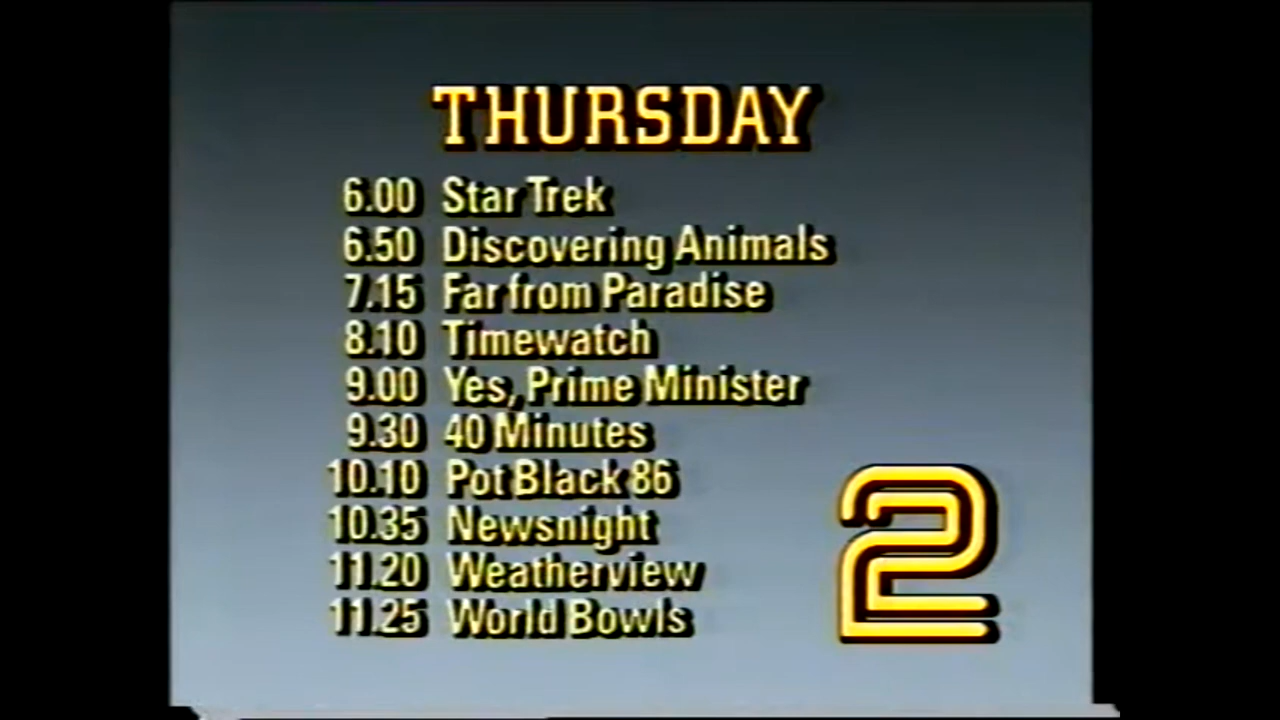 THURSDAY
6.00 Star Trek
6.50 Discovering Animals
7.15 Far from Paradise
8.10 Timewatch
9.00 Yes, Prime Minister
9.30 40 Minutes
10.10 Pot Black 86
10.35 Newsnight
11.20 Weatherview
11.25 World Bowls
2